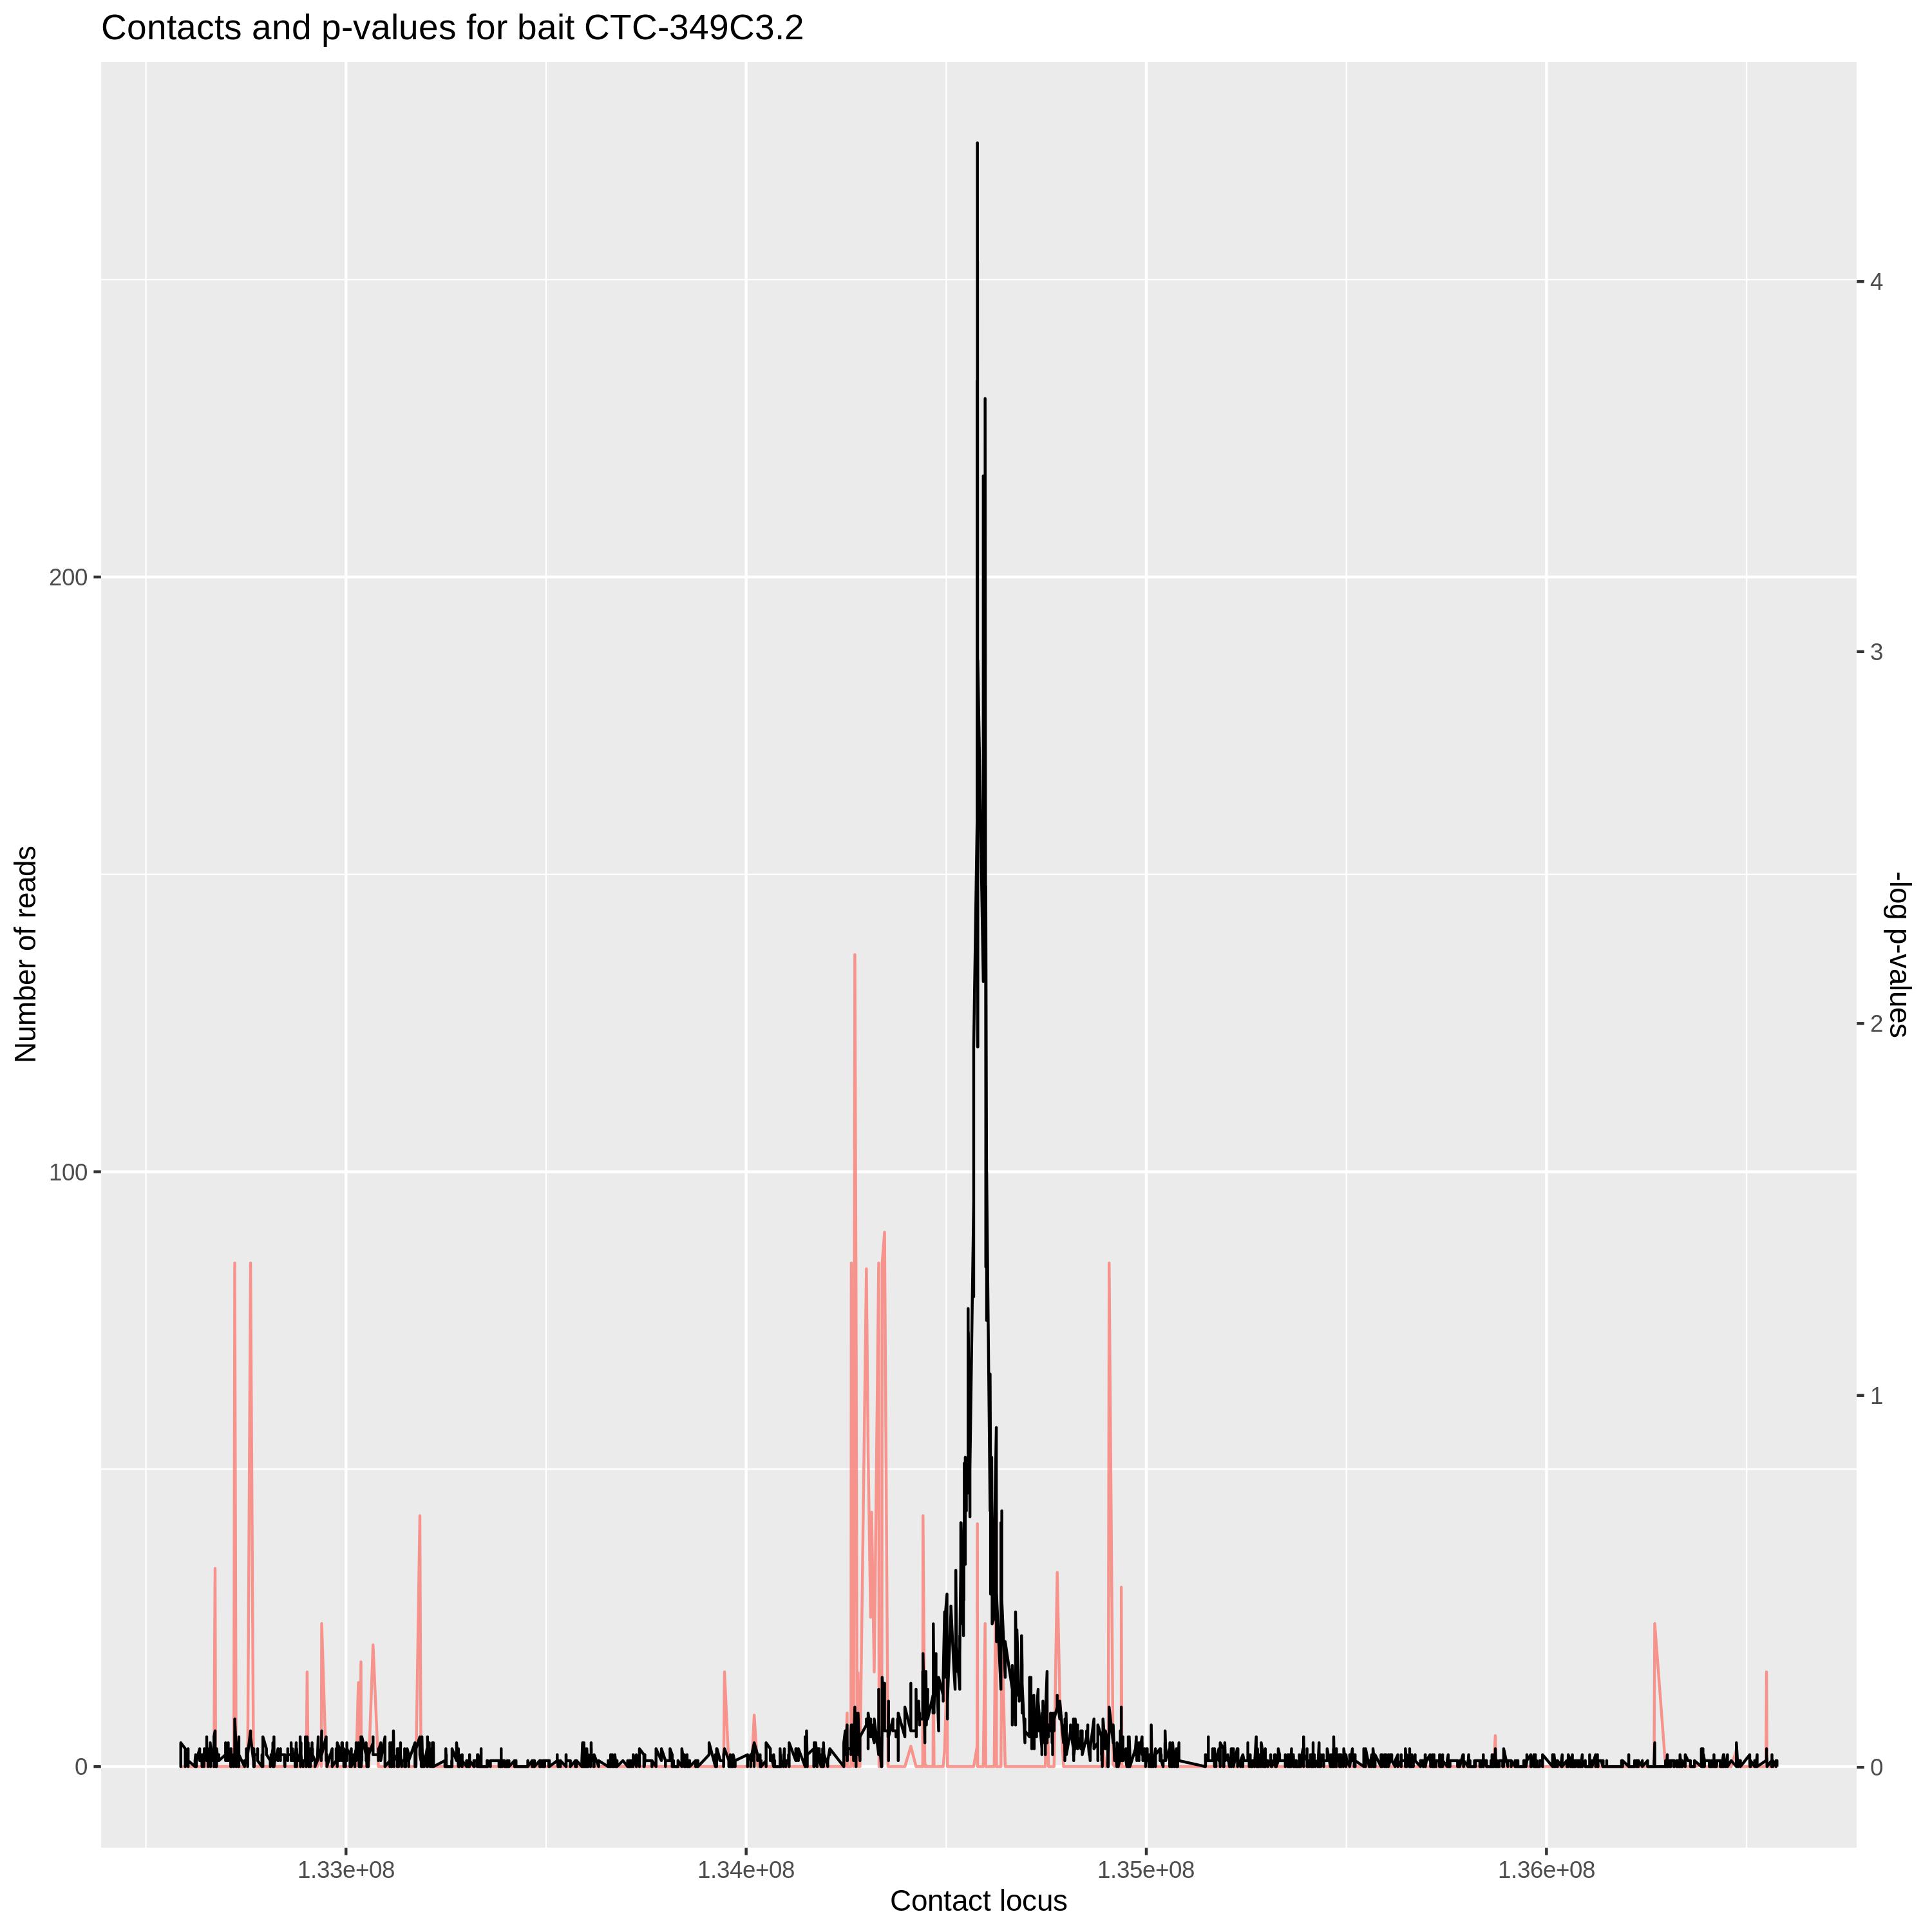 Contacts and p-values for bait CTC-349C3.2
Number of reads
200
100
0
4
3
2
1
0
-log p-values
1.33e+08
1.34e+08
1.35e+08
1.36e+08
Contact locus